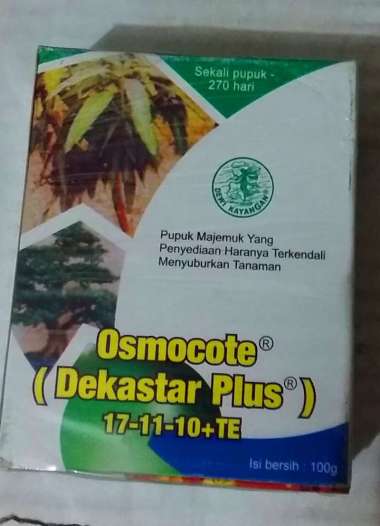 Sekali pupuk -
270 hari
DEWI KAYANGAN
Pupuk Majemuk Yang
Penyediaan Haranya Terkendali
Menyuburkan Tanaman
Osmocote®
( Dekastar Plus® )
17-11-10+TE
Isi bersih : 100g